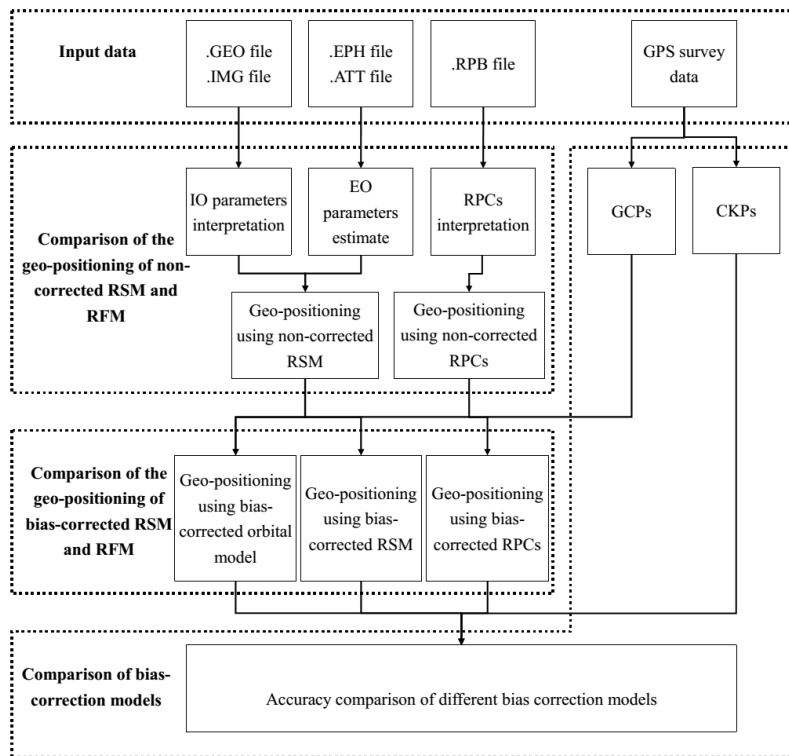 Input data
.GEO file
.IMG file
.EPH file
.ATT file
.RPB file
GPS survey
data
Comparison of the
geo-positioning of non-
corrected RSM and
RFM
IO parameters
interpretation
EO
parameters
estimate
RPCs
interpretation
GCPs
CKPs
Geo-positioning
using non-corrected
RSM
Geo-positioning
using non-corrected
RPCs
Comparison of the
geo-positioning of
bias-corrected RSM
and RFM
Geo-positioning
using bias-
corrected orbital
model
Geo-positioning
using bias-
corrected RSM
Geo-positioning
using bias-
corrected RPCs
Comparison of bias-
correction models
Accuracy comparison of different bias correction models